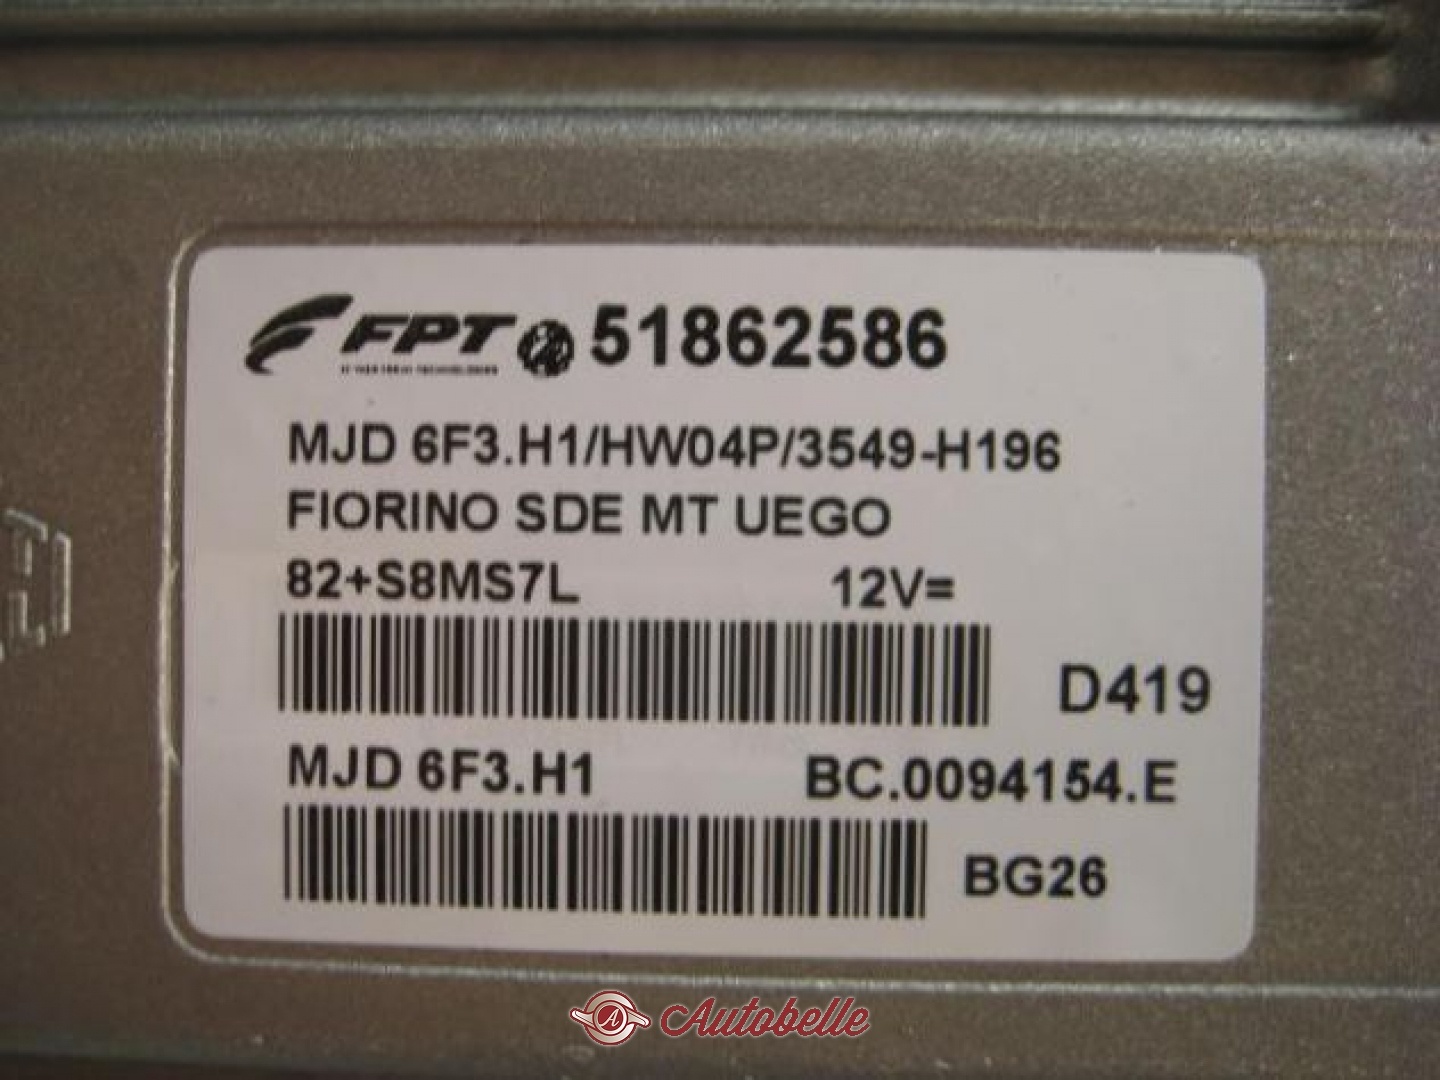 FPT 51862586
MJD 6F3.H1/HW04P/3549-H196
FIORINO SDE MT UEGO
82+S8MS7L 12V=
D419
MJD 6F3.H1 BC.0094154.E
BG26
Autobelle